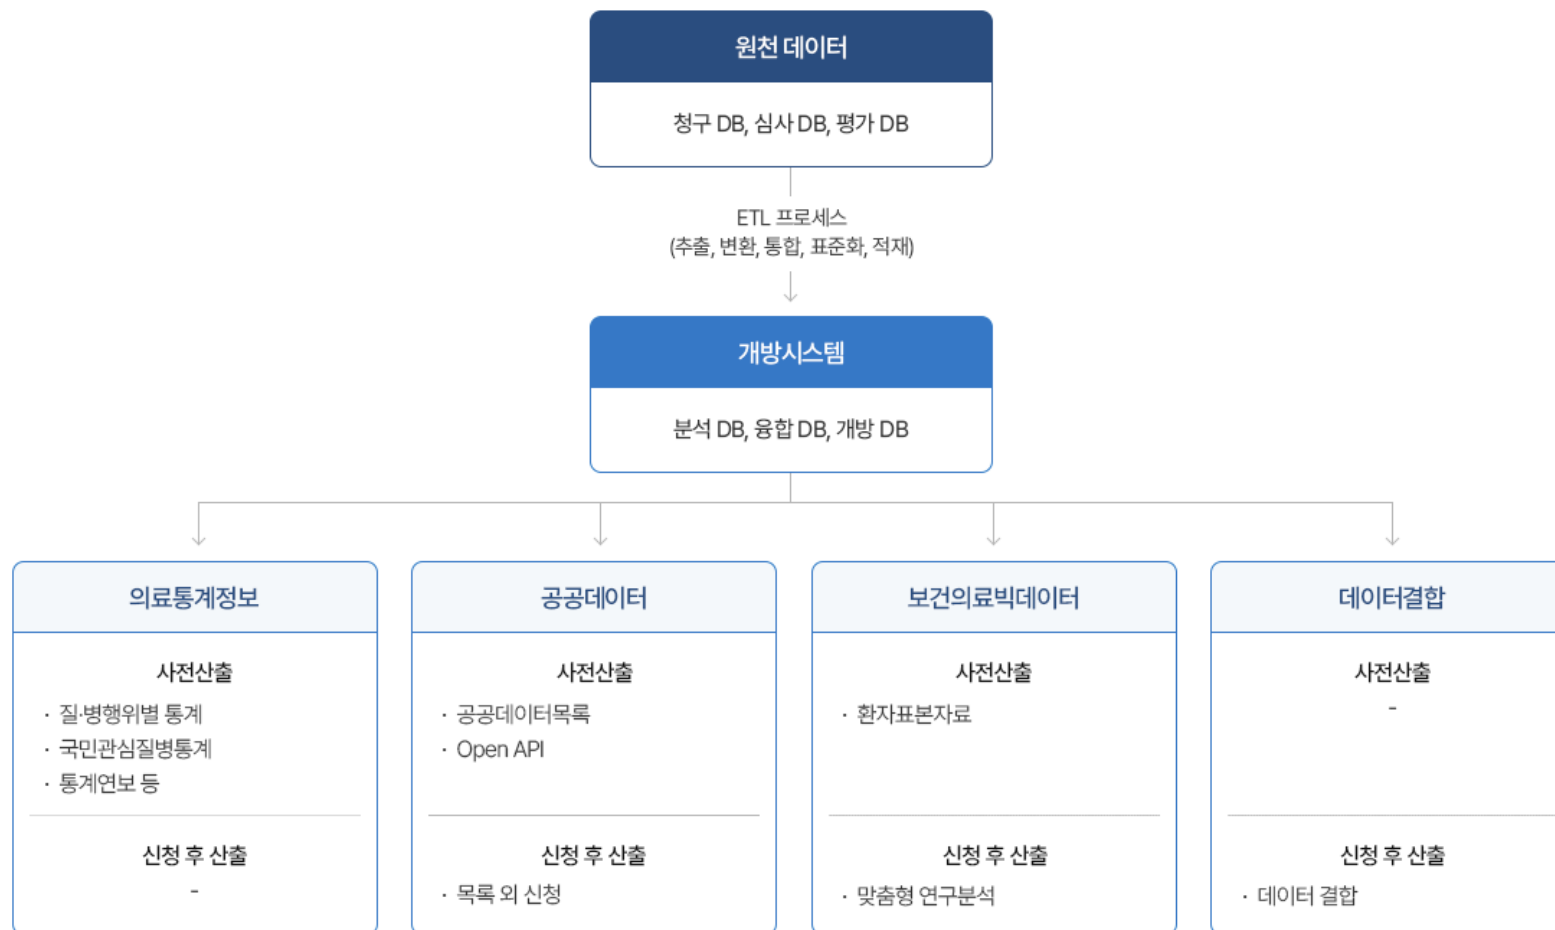 원천 데이터
청구 DB, 심사 DB, 평가 DB
ETL 프로세스
(추출, 변환, 통합, 표준화, 적재)
개방시스템
분석 DB, 융합 DB, 개방 DB
의료통계정보
사전산출
· 질·병행위별 통계
· 국민관심질병통계
· 통계연보 등
신청 후 산출
-
공공데이터
사전산출
· 공공데이터목록
· Open API
신청 후 산출
· 목록 외 신청
보건의료빅데이터
사전산출
· 환자표본자료
신청 후 산출
· 맞춤형 연구분석
데이터결합
사전산출
-
신청 후 산출
· 데이터 결합